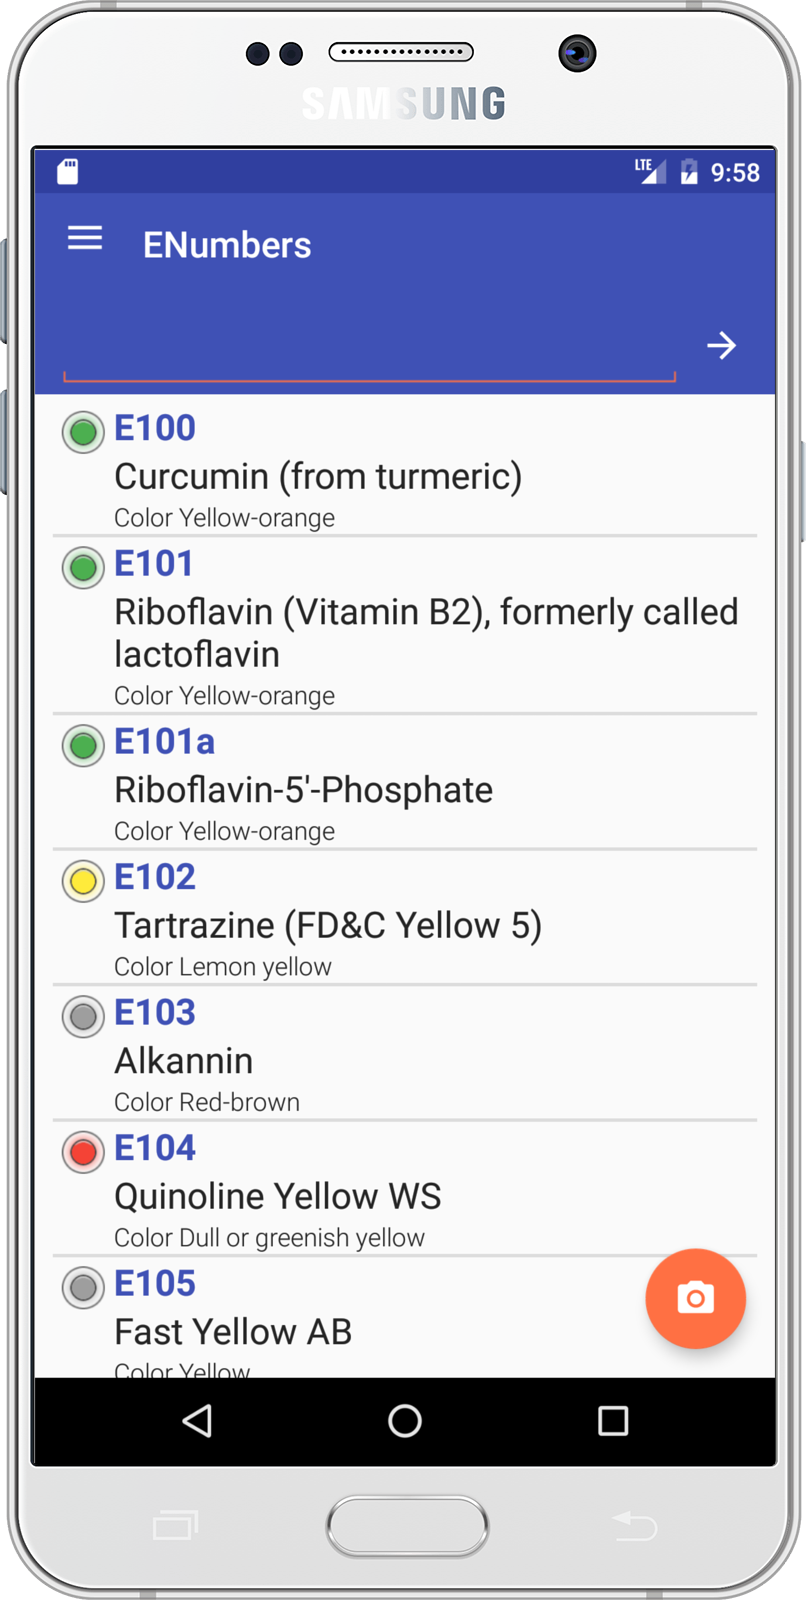 SAMSUNG
LTE 9:58
ENumbers
E100
Curcumin (from turmeric)
Color Yellow-orange
E101
Riboflavin (Vitamin B2), formerly called
lactoflavin
Color Yellow-orange
E101a
Riboflavin-5'-Phosphate
Color Yellow-orange
E102
Tartrazine (FD&C Yellow 5)
Color Lemon yellow
E103
Alkannin
Color Red-brown
E104
Quinoline Yellow WS
Color Dull or greenish yellow
E105
Fast Yellow AB
Color Yellow